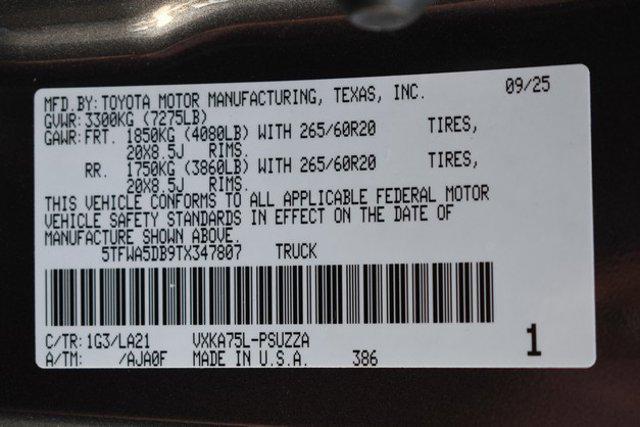 MFD.BY:TOYOTA MOTOR MANUFACTURING, TEXAS, INC. 09/25
GVWR:3300KG (7275LB)
GAWR:FRT. 1850KG (4080LB) WITH 265/60R20 TIRES,
20X8.5J RIMS.
RR. 1750KG (3860LB) WITH 265/60R20 TIRES,
20X8.5J RIMS.
THIS VEHICLE CONFORMS TO ALL APPLICABLE FEDERAL MOTOR
VEHICLE SAFETY STANDARDS IN EFFECT ON THE DATE OF
MANUFACTURE SHOWN ABOVE.
5TFWA5DB9TX347807 TRUCK
C/TR:1G3/LA21 VXKA75L-PSUZZA
A/TM: /AJA0F MADE IN U.S.A. 386
1